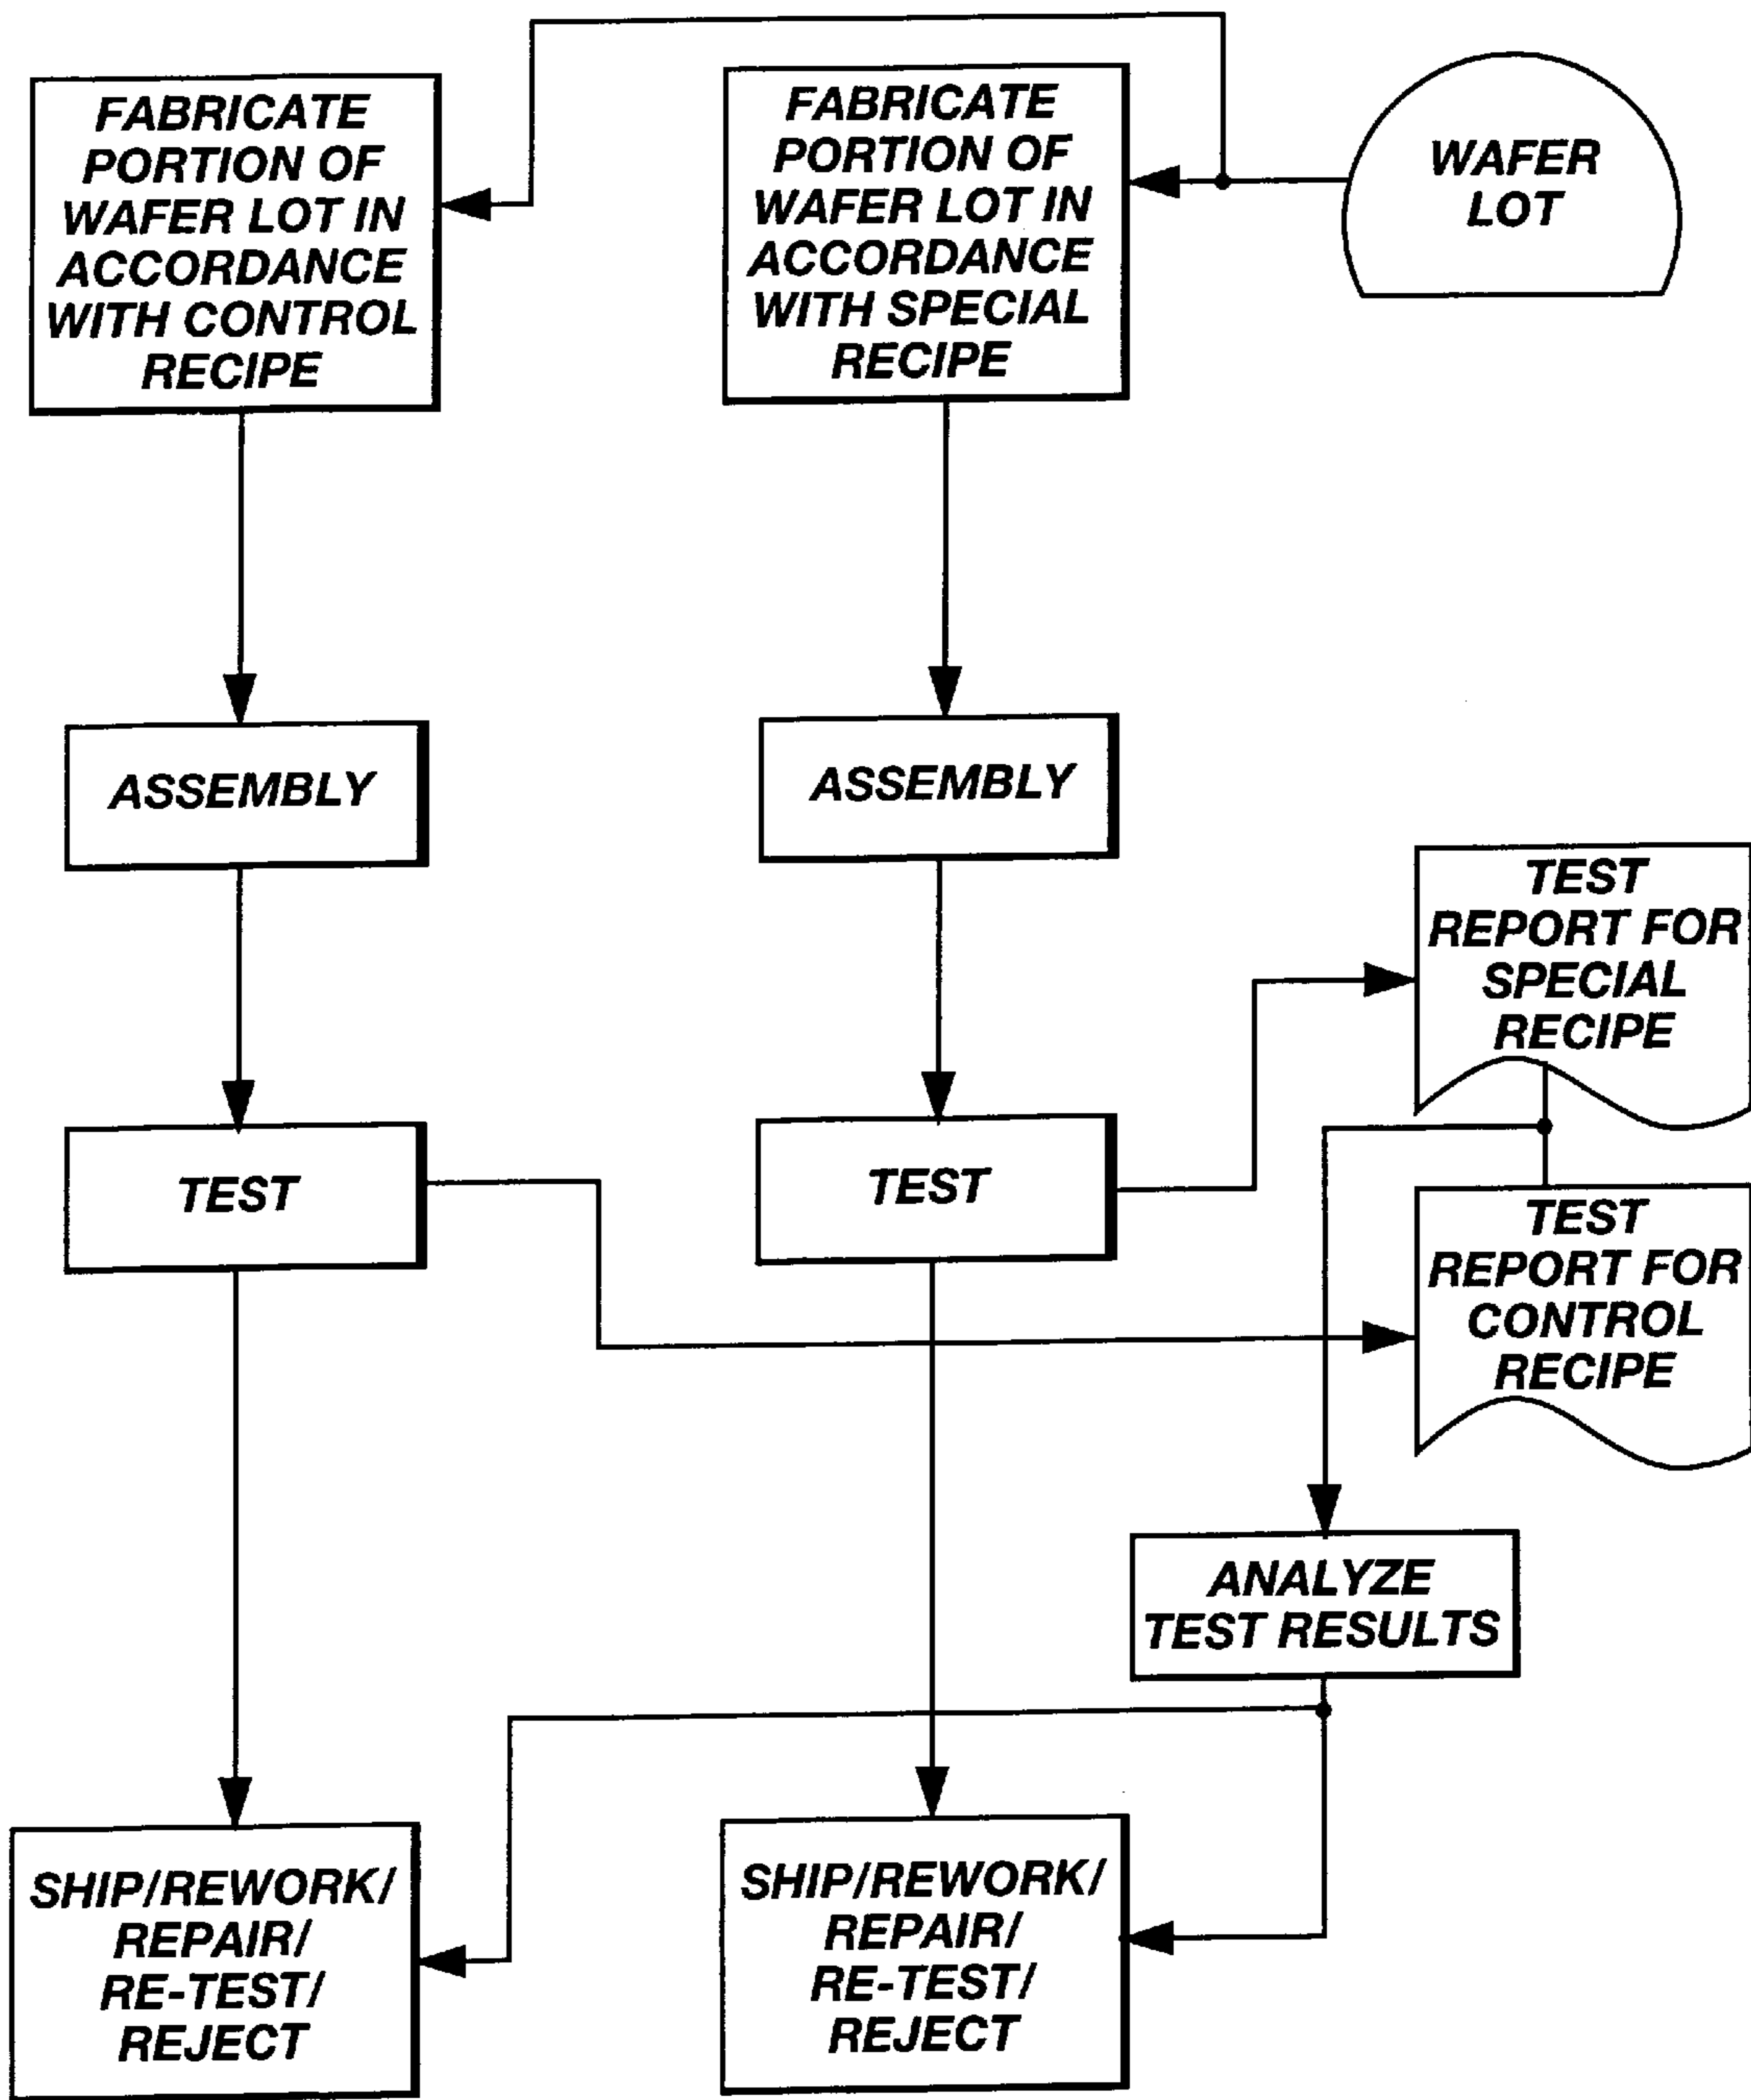 FABRICATE
PORTION OF
WAFER LOT IN
ACCORDANCE
WITH CONTROL
RECIPE
FABRICATE
PORTION OF
WAFER LOT IN
ACCORDANCE
WITH SPECIAL
RECIPE
WAFER
LOT
ASSEMBLY
ASSEMBLY
TEST
REPORT FOR
SPECIAL
RECIPE
TEST
TEST
TEST
REPORT FOR
CONTROL
RECIPE
ANALYZE
TEST RESULTS
SHIP/REWORK/
REPAIR/
RE-TEST/
REJECT
SHIP/REWORK/
REPAIR/
RE-TEST/
REJECT